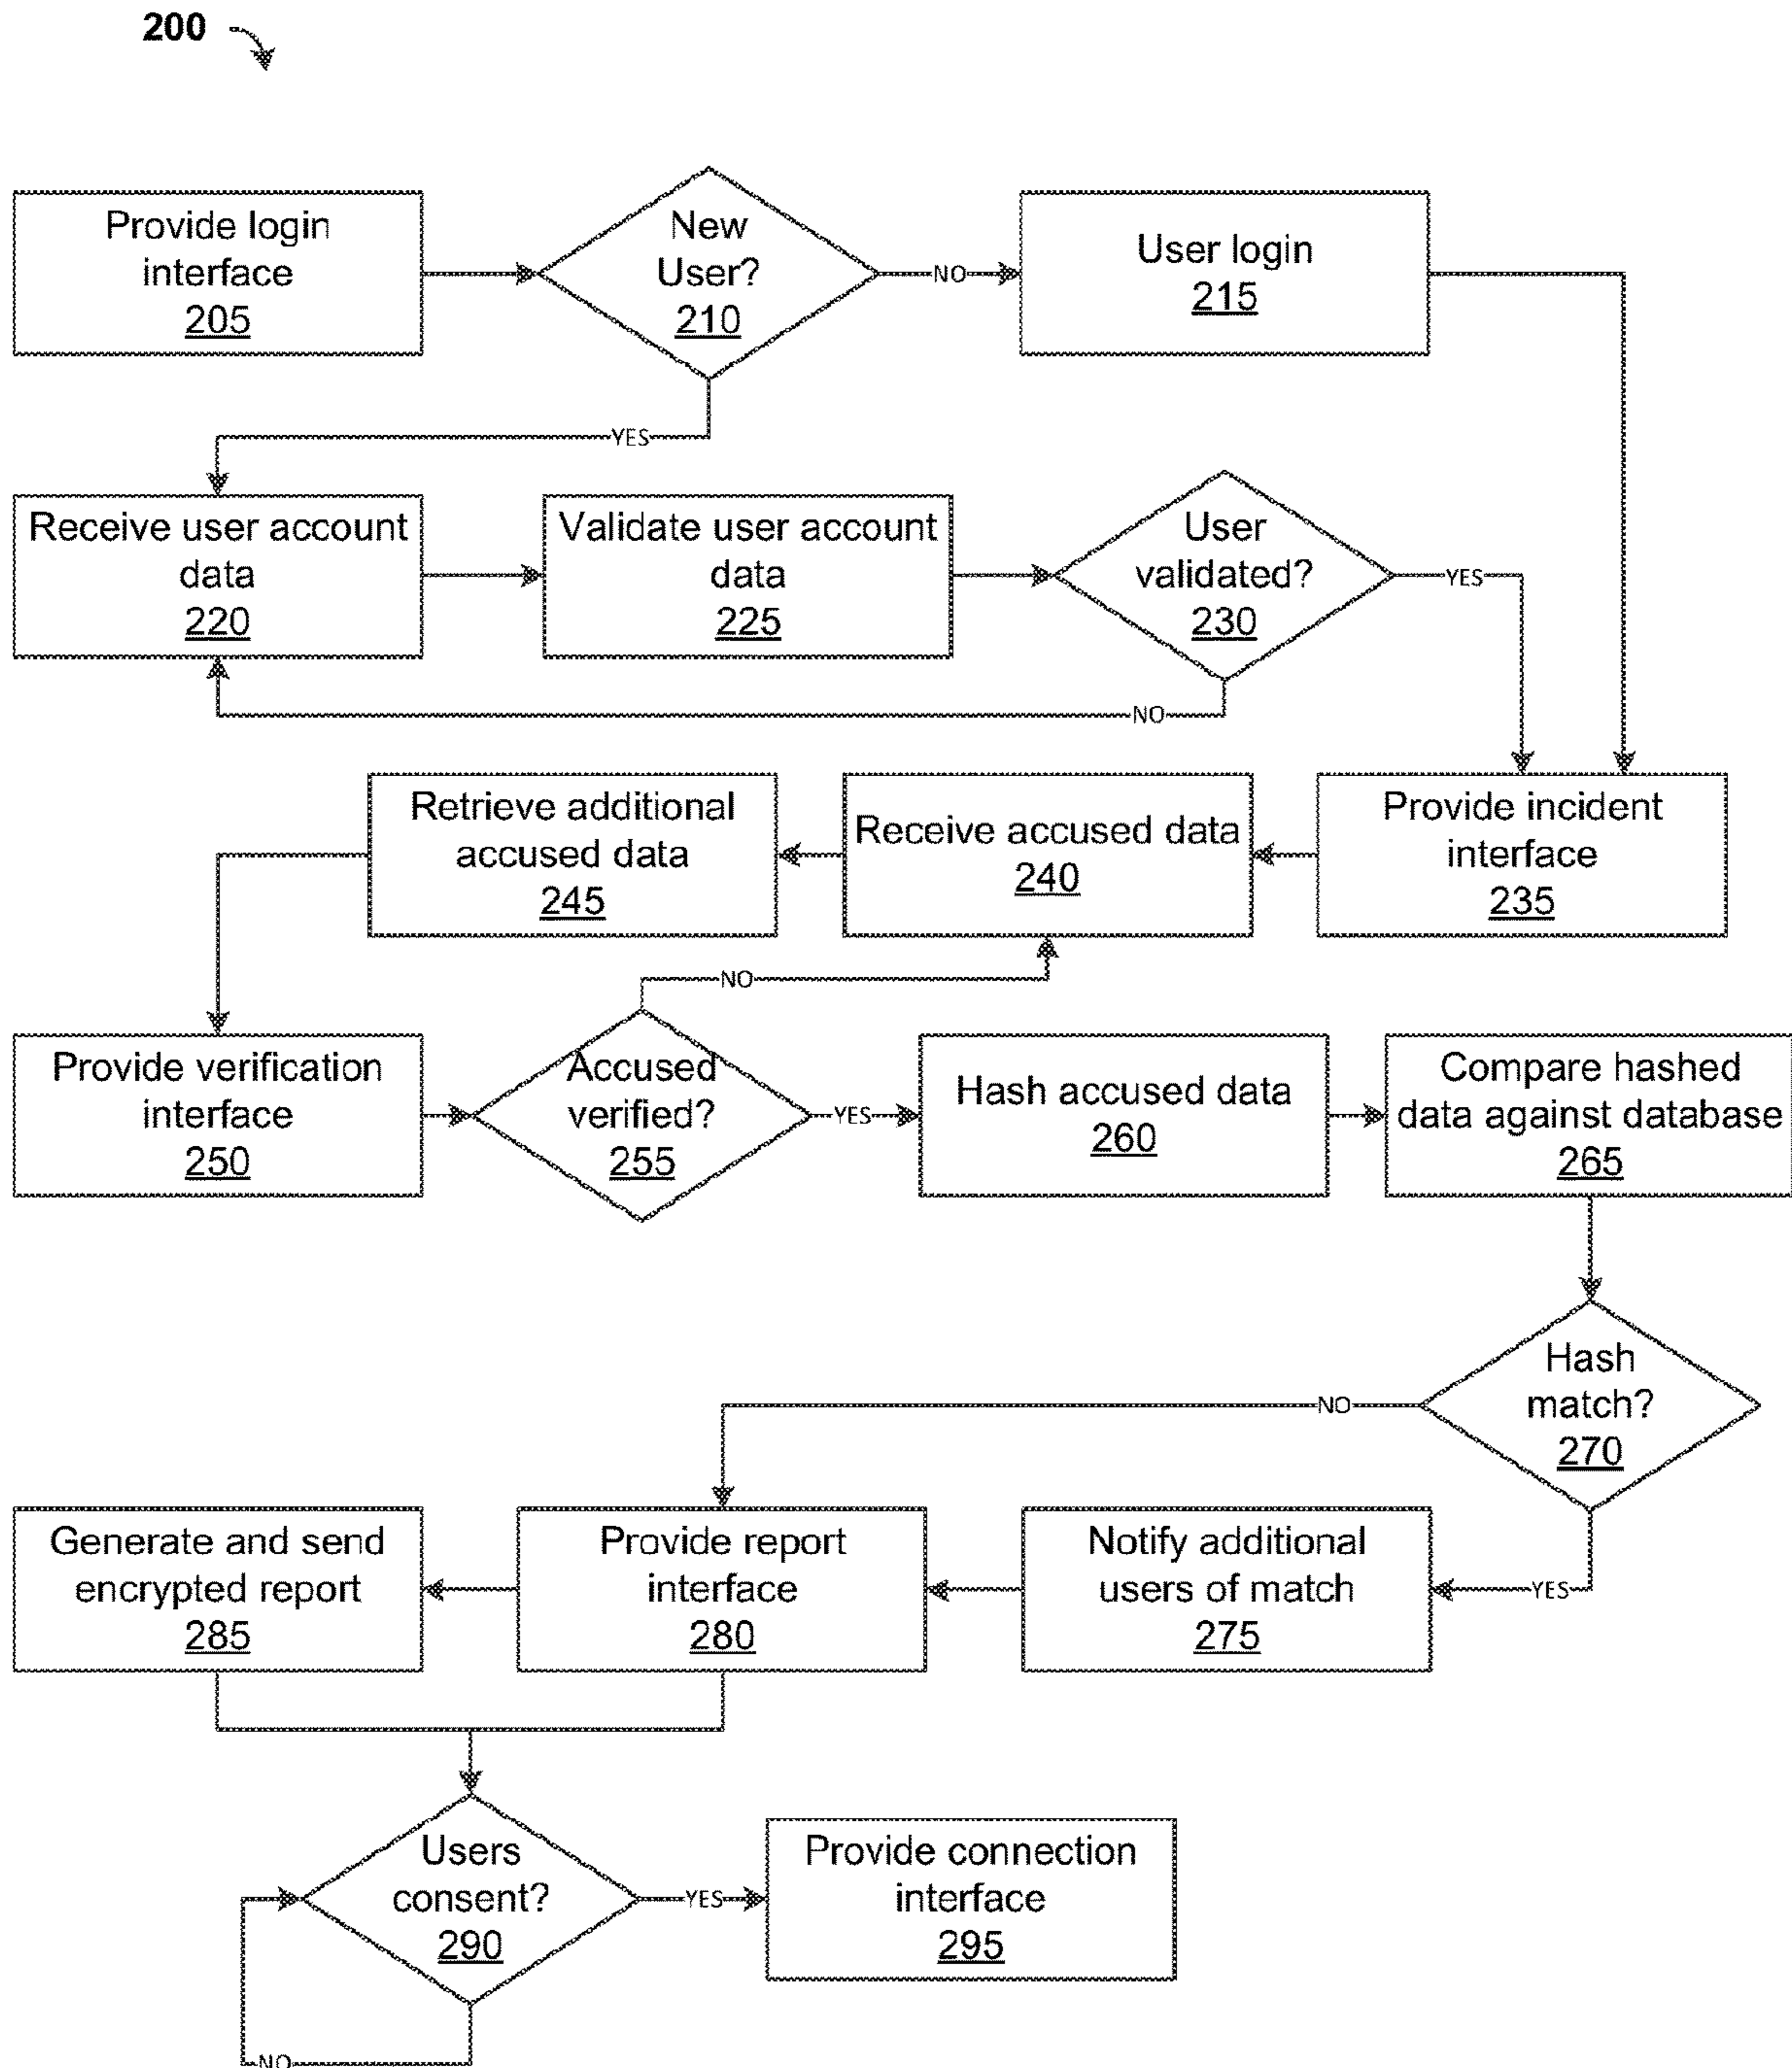 200
Provide login
interface
205
New
User?
210
NO
User login
215
YES
Receive user account
data
220
Validate user account
data
225
User
validated?
230
YES
NO
Retrieve additional
accused data
245
Receive accused data
240
Provide incident
interface
235
NO
Provide verification
interface
250
Accused
verified?
255
YES
Hash accused data
260
Compare hashed
data against database
265
Hash
match?
270
NO
Generate and send
encrypted report
285
Provide report
interface
280
Notify additional
users of match
275
YES
Users
consent?
290
YES
Provide connection
interface
295
NO